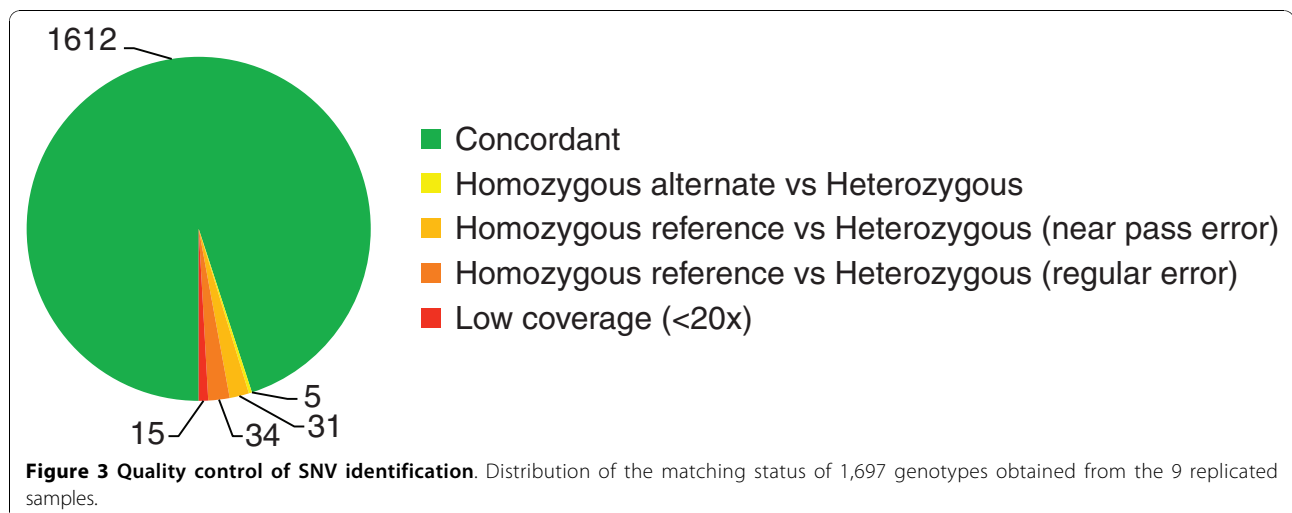 1612
Concordant
Homozygous alternate vs Heterozygous
Homozygous reference vs Heterozygous (near pass error)
Homozygous reference vs Heterozygous (regular error)
Low coverage (<20x)
5
31
34
15
Figure 3 Quality control of SNV identification. Distribution of the matching status of 1,697 genotypes obtained from the 9 replicated
samples.